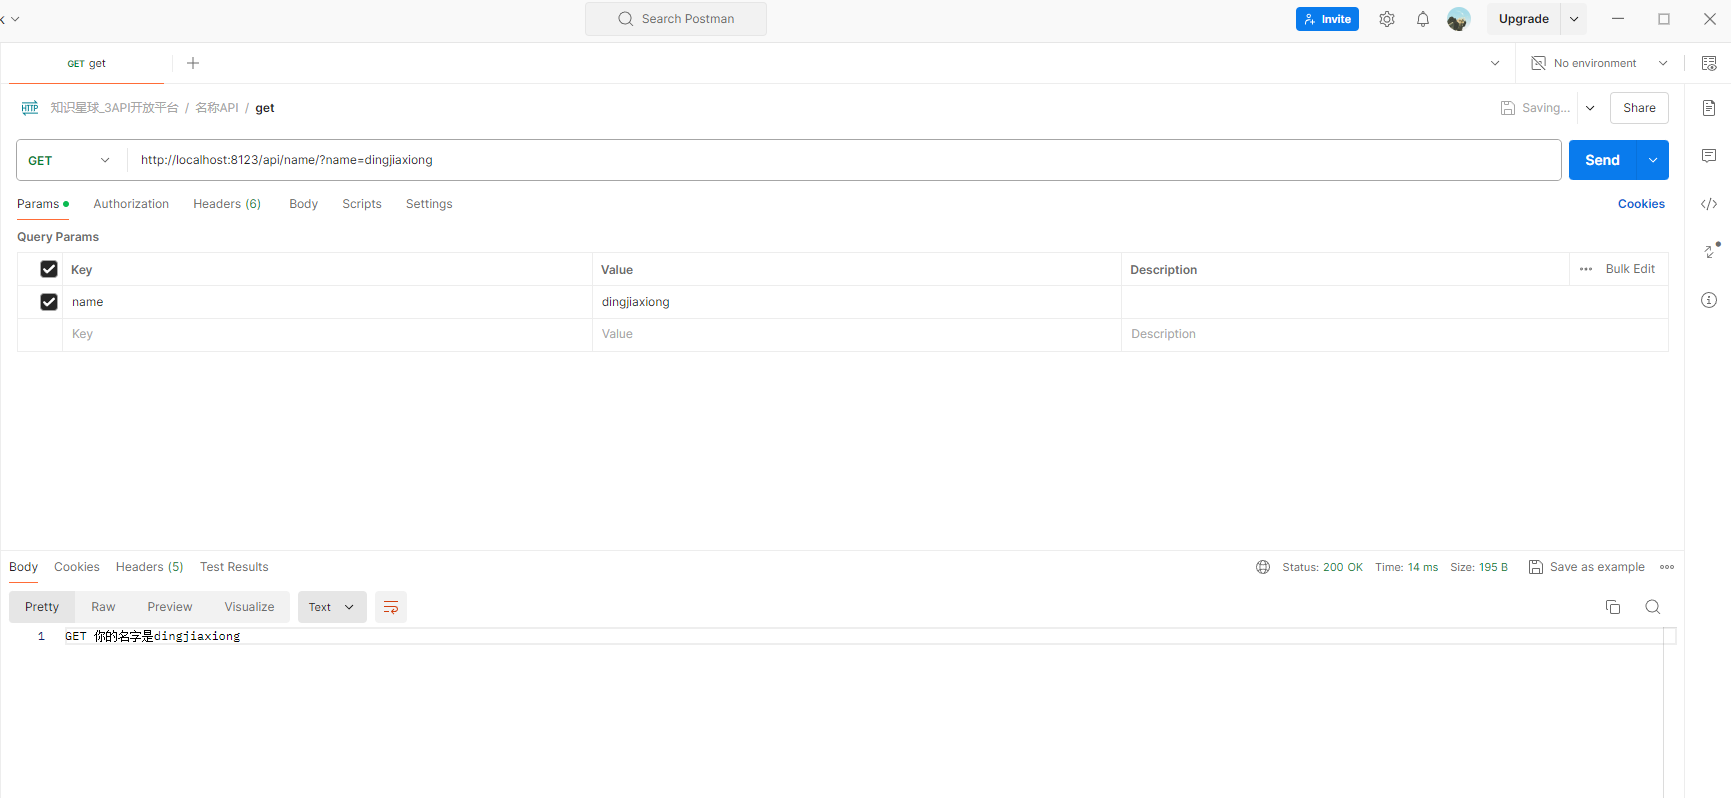 Search Postman
Invite
Upgrade
GET get
No environment
知识星球_3API开放平台 / 名称API / get
Saving...
Share
GET
http://localhost:8123/api/name/?name=dingjiaxiong
Send
Params
Authorization
Headers (6)
Body
Scripts
Settings
Cookies
Query Params
Key
Value
Description
Bulk Edit
name
dingjiaxiong
Key
Value
Description
Body
Cookies
Headers (5)
Test Results
Status: 200 OK
Time: 14 ms
Size: 195 B
Save as example
Pretty
Raw
Preview
Visualize
Text
1
GET 你的名字是dingjiaxiong